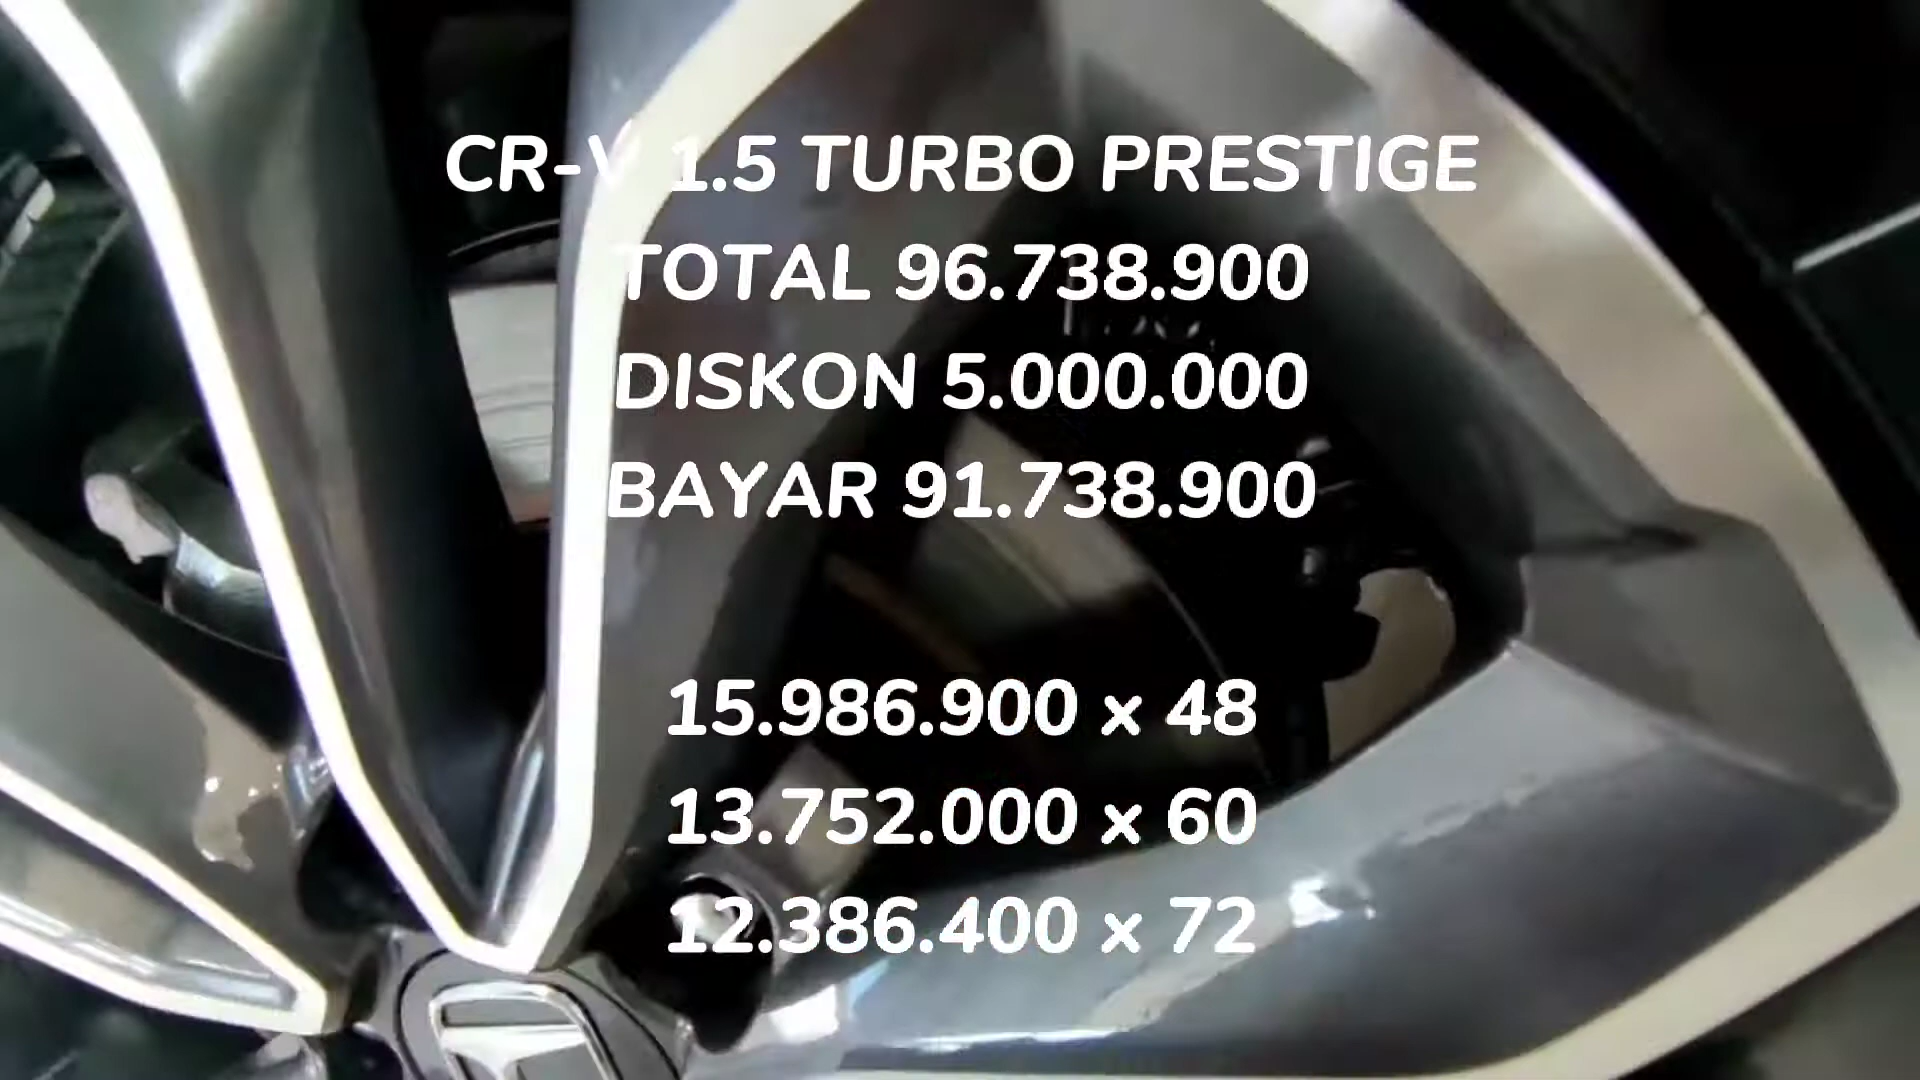 CR-V 1.5 TURBO PRESTIGE
TOTAL 96.738.900
DISKON 5.000.000
BAYAR 91.738.900
15.986.900 x 48
13.752.000 x 60
12.386.400 x 72